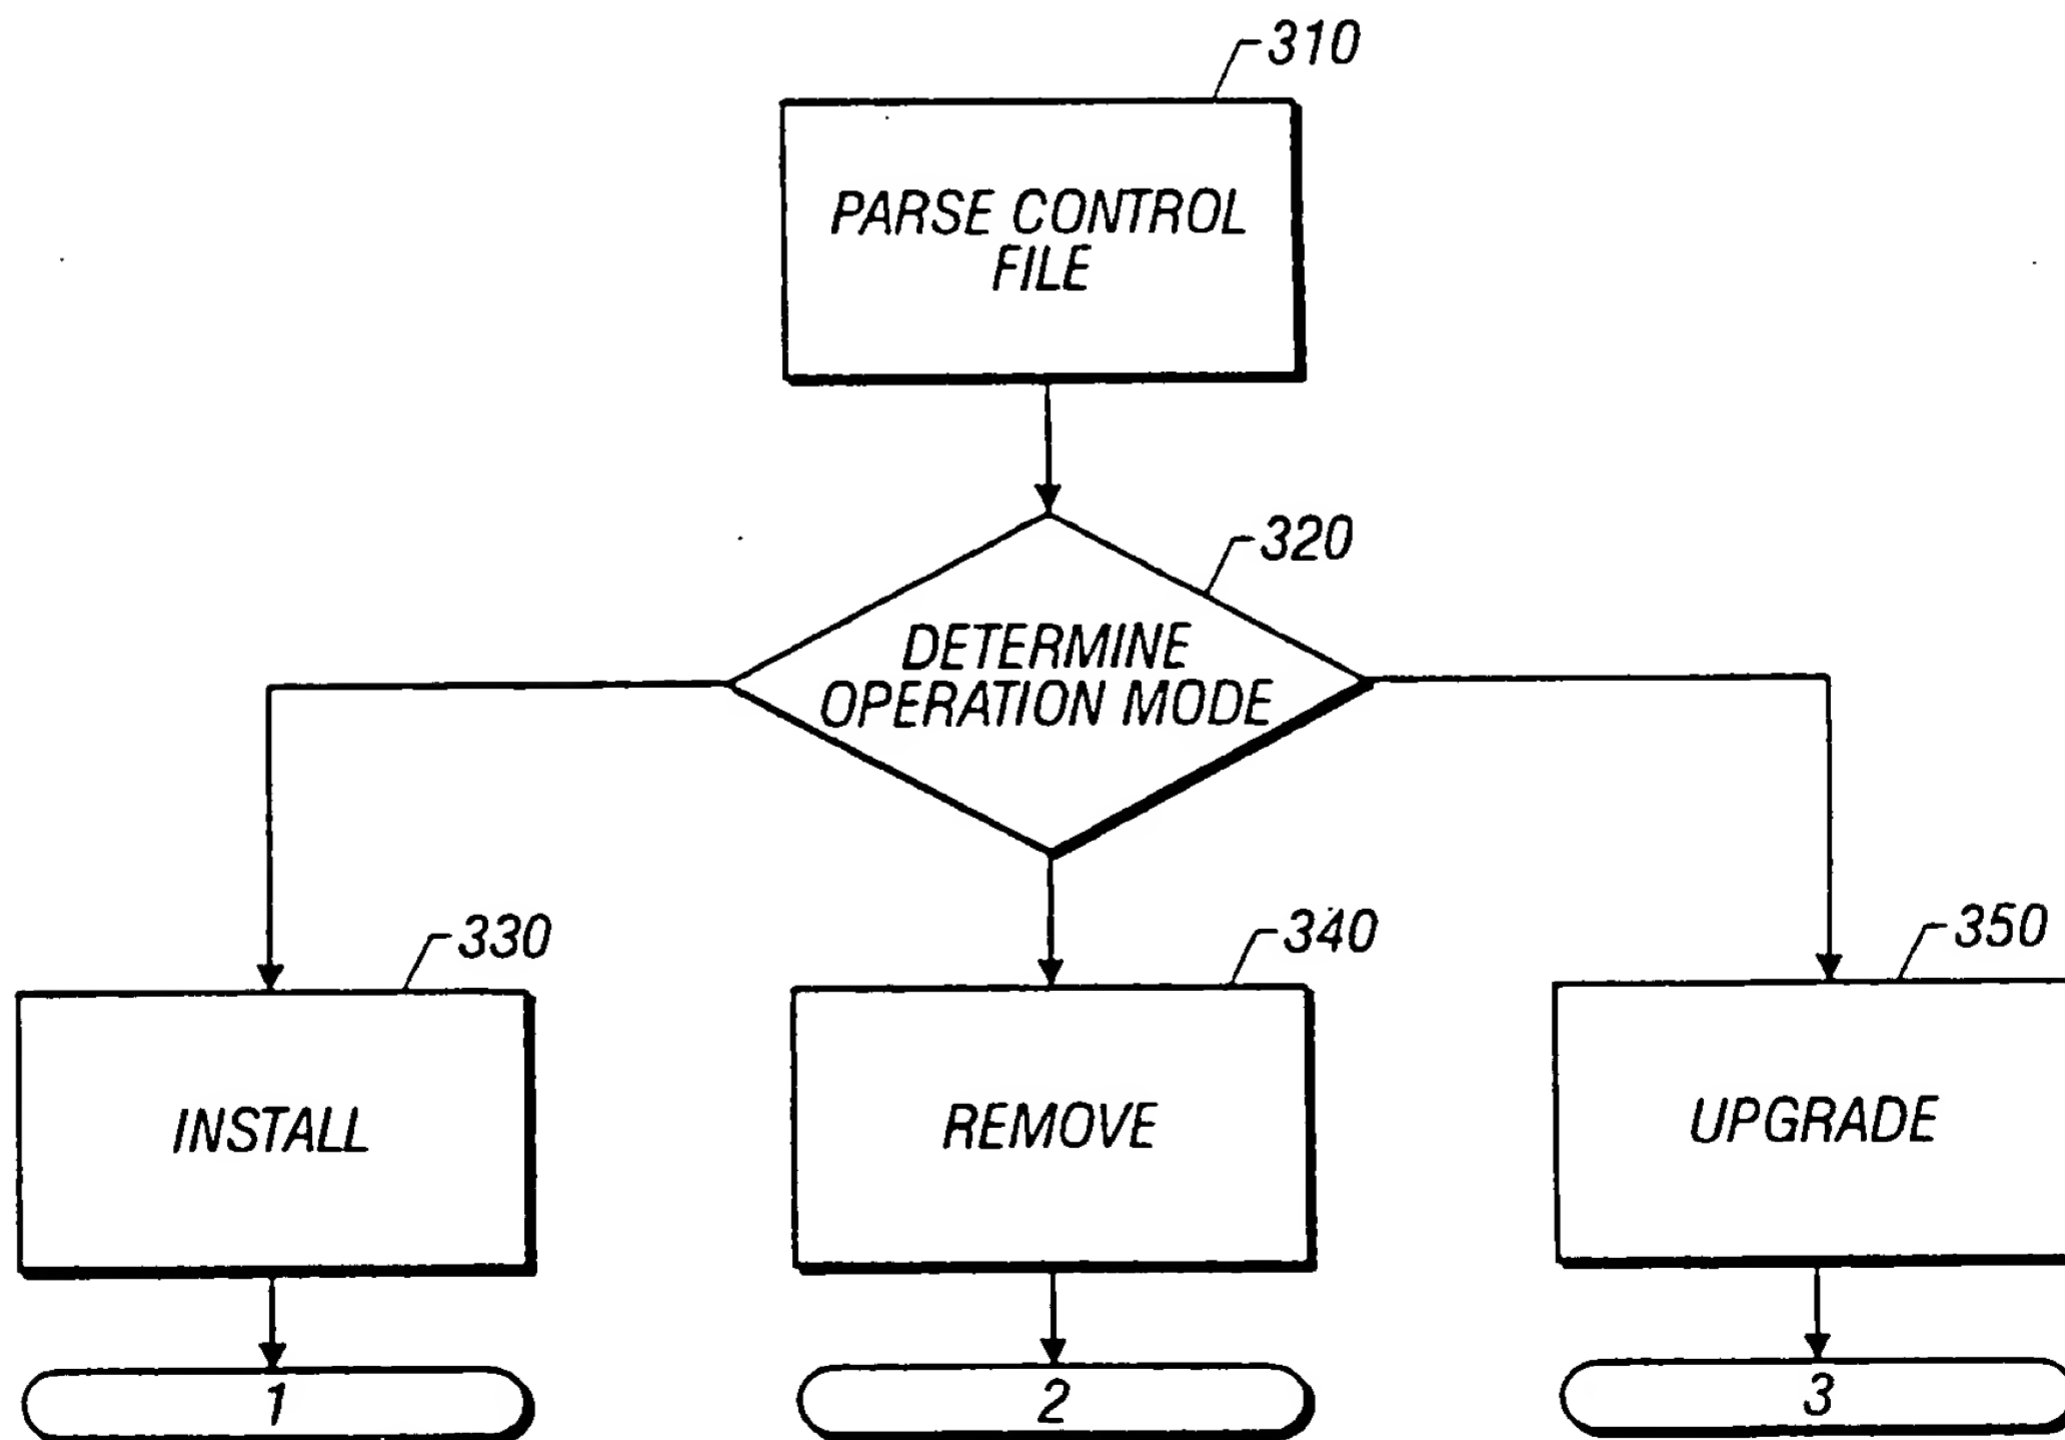 310
PARSE CONTROL
FILE
320
DETERMINE
OPERATION MODE
330
340
350
INSTALL
REMOVE
UPGRADE
1
2
3